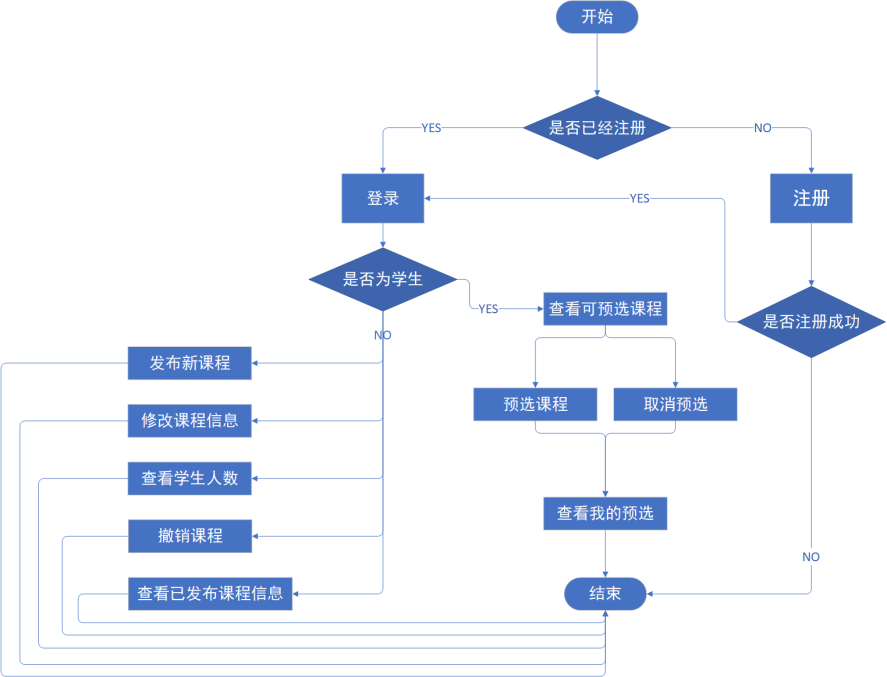 开始
是否已经注册
YES
NO
登录
YES
注册
是否为学生
YES
查看可预选课程
是否注册成功
NO
发布新课程
预选课程
取消预选
修改课程信息
查看学生人数
查看我的预选
撤销课程
NO
查看已发布课程信息
结束